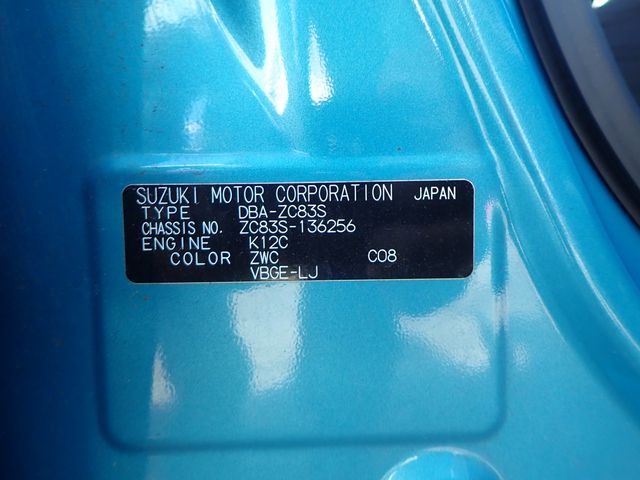 SUZUKI MOTOR CORPORATION JAPAN
TYPE DBA-ZC83S
CHASSIS NO. ZC83S-136256
ENGINE K12C
COLOR ZWC C08
VBGE-LJ